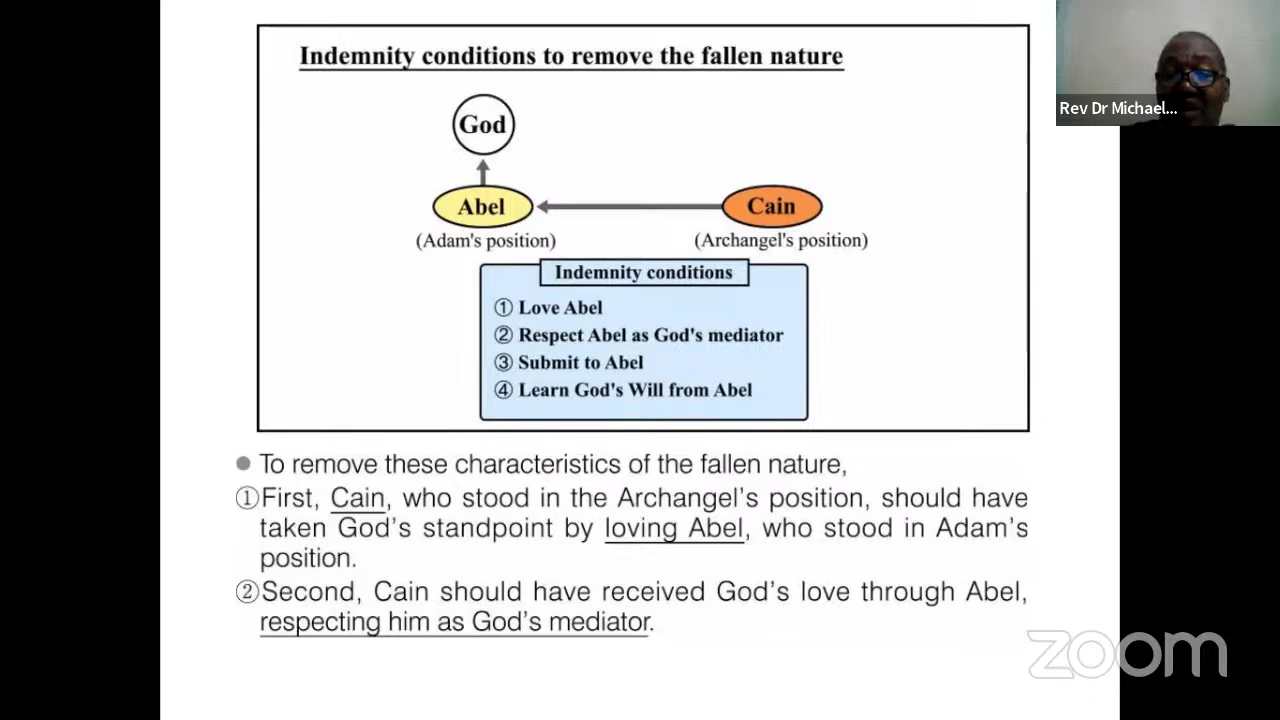 Indemnity conditions to remove the fallen nature
God
Abel
Cain
(Adam's position)
(Archangel's position)
Indemnity conditions
① Love Abel
② Respect Abel as God's mediator
③ Submit to Abel
④ Learn God's Will from Abel
● To remove these characteristics of the fallen nature,
①First, Cain, who stood in the Archangel's position, should have
taken God's standpoint by loving Abel, who stood in Adam's
position.
②Second, Cain should have received God's love through Abel,
respecting him as God's mediator.
Rev Dr Michael...
zoom